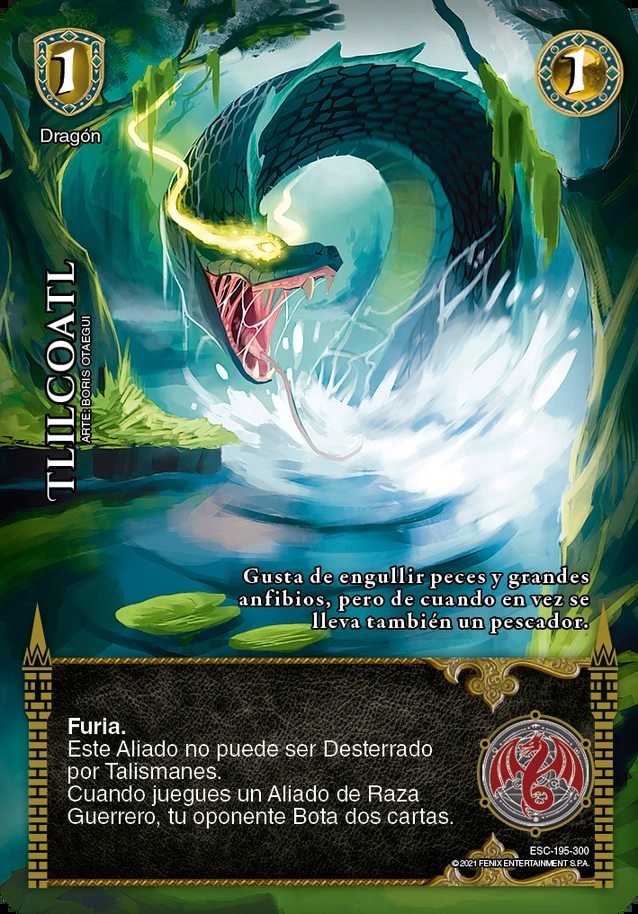 1
1
Dragón
TLILCOATL
ARTE: BORIS OTAEGUI
Gusta de engullir peces y grandes
anfibios, pero de cuando en vez se
lleva también un pescador.
Furia.
Este Aliado no puede ser Desterrado
por Talismanes.
Cuando juegues un Aliado de Raza
Guerrero, tu oponente Bota dos cartas.
ESC-195-300
©2021 FENIX ENTERTAINMENT S.P.A.